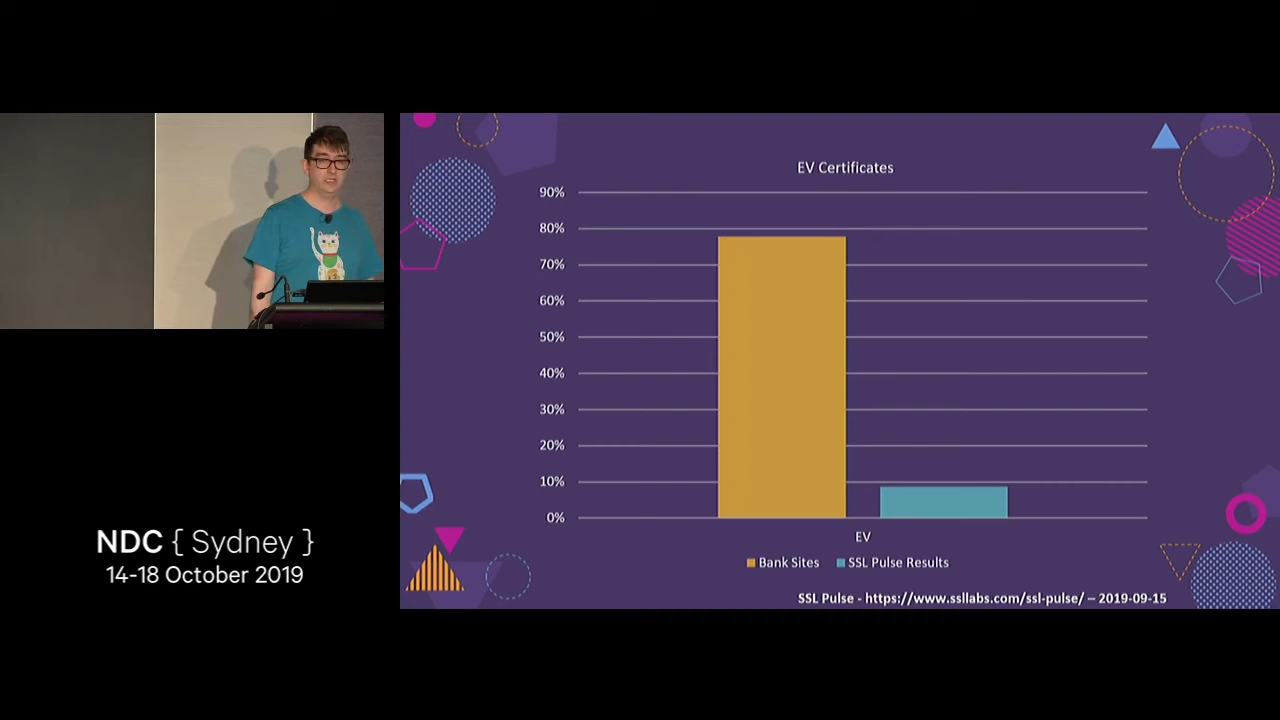 NDC { Sydney }
14-18 October 2019
EV Certificates
90%
80%
70%
60%
50%
40%
30%
20%
10%
0%
EV
Bank Sites
SSL Pulse Results
SSL Pulse - https://www.ssllabs.com/ssl-pulse/ – 2019-09-15